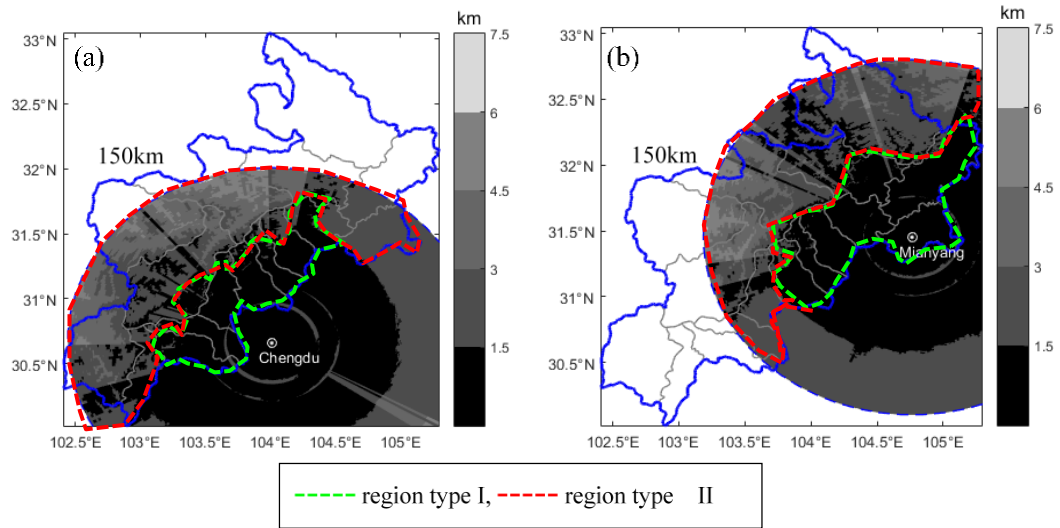 (a)
km
33°N
32.5°N
32°N
31.5°N
31°N
30.5°N
102.5°E 103°E 103.5°E 104°E 104.5°E 105°E
150km
Chengdu
7.5
6
4.5
3
1.5
(b)
km
33°N
32.5°N
32°N
31.5°N
31°N
30.5°N
102.5°E 103°E 103.5°E 104°E 104.5°E 105°E
150km
Mianyang
7.5
6
4.5
3
1.5
region type I, region type II